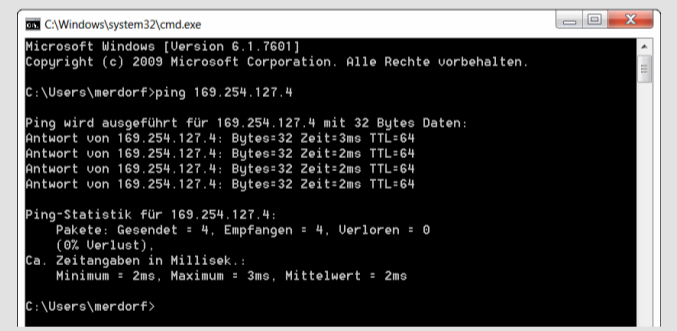 C:\Windows\system32\cmd.exe
Microsoft Windows [Version 6.1.7601]
Copyright (c) 2009 Microsoft Corporation. Alle Rechte vorbehalten.
C:\Users\merdorf>ping 169.254.127.4
Ping wird ausgeführt für 169.254.127.4 mit 32 Bytes Daten:
Antwort von 169.254.127.4: Bytes=32 Zeit=3ms TTL=64
Antwort von 169.254.127.4: Bytes=32 Zeit=2ms TTL=64
Antwort von 169.254.127.4: Bytes=32 Zeit=2ms TTL=64
Antwort von 169.254.127.4: Bytes=32 Zeit=2ms TTL=64
Ping-Statistik für 169.254.127.4:
Pakete: Gesendet = 4, Empfangen = 4, Verloren = 0
(0% Verlust),
Ca. Zeitangaben in Millisek.:
Minimum = 2ms, Maximum = 3ms, Mittelwert = 2ms
C:\Users\merdorf>